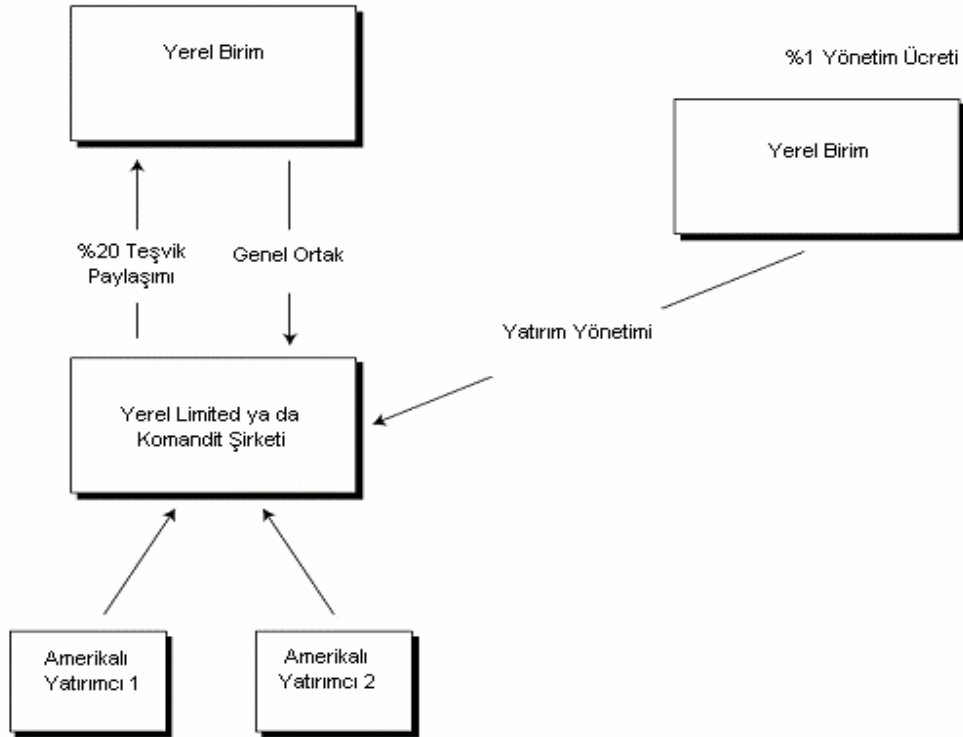 Yerel Birim
%1 Yönetim Ücreti
Yerel Birim
%20 Teşvik
Paylaşımı
Genel Ortak
Yatırım Yönetimi
Yerel Limited ya da
Komandit Şirketi
Amerikalı
Yatırımcı 1
Amerikalı
Yatırımcı 2